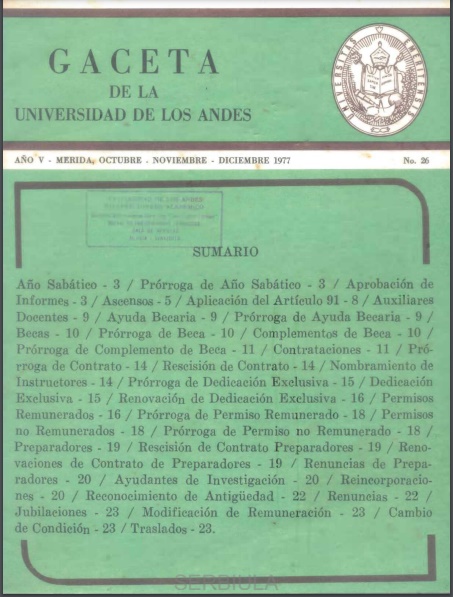 GACETA
DE LA
UNIVERSIDAD DE LOS ANDES
UNIVERSITAS EMERITENSIS
AÑO V - MERIDA, OCTUBRE - NOVIEMBRE - DICIEMBRE 1977 No. 26
SUMARIO
Año Sabático - 3 / Prórroga de Año Sabático - 3 / Aprobación de
Informes - 3 / Ascensos - 5 / Aplicación del Artículo 91 - 8 / Auxiliares
Docentes - 9 / Ayuda Becaria - 9 / Prórroga de Ayuda Becaria - 9 /
Becas - 10 / Prórroga de Beca - 10 / Complementos de Beca - 10 /
Prórroga de Complemento de Beca - 11 / Contrataciones - 11 / Pró-
rroga de Contrato - 14 / Rescisión de Contrato - 14 / Nombramiento de
Instructores - 14 / Prórroga de Dedicación Exclusiva - 15 / Dedicación
Exclusiva - 15 / Renovación de Dedicación Exclusiva - 16 / Permisos
Remunerados - 16 / Prórroga de Permiso Remunerado - 18 / Permisos
no Remunerados - 18 / Prórroga de Permiso no Remunerado - 18 /
Preparadores - 19 / Rescisión de Contrato Preparadores - 19 / Reno-
vaciones de Contrato de Preparadores - 19 / Renuncias de Prepa-
radores - 20 / Ayudantes de Investigación - 20 / Reincorporacio-
nes - 20 / Reconocimiento de Antigüedad - 22 / Renuncias - 22 /
Jubilaciones - 23 / Modificación de Remuneración - 23 / Cambio
de Condición - 23 / Traslados - 23.
SERBIULA